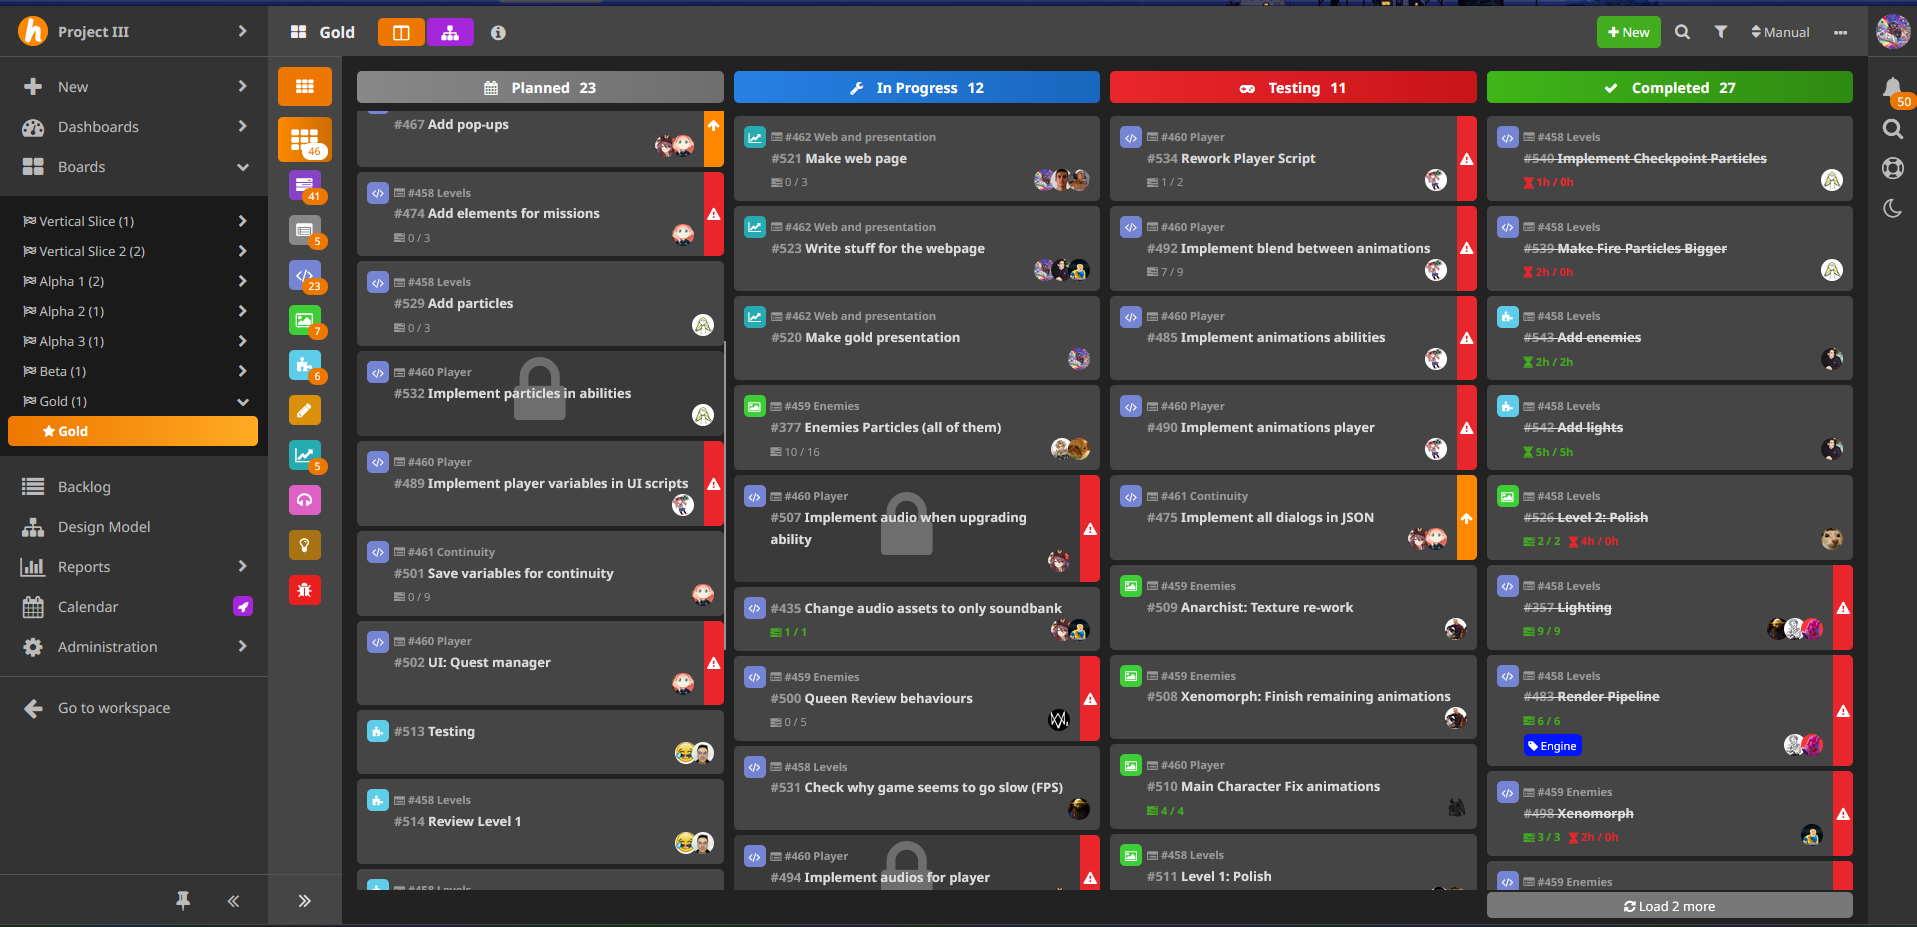 Project III
New
Dashboards
Boards
Vertical Slice (1)
Vertical Slice 2 (2)
Alpha 1 (2)
Alpha 2 (1)
Alpha 3 (1)
Beta (1)
Gold (1)
Gold
Backlog
Design Model
Reports
Calendar
Administration
Go to workspace
46
41
5
23
7
6
5
Gold
New
Manual
50
Planned 23
#467 Add pop-ups
#458 Levels
#474 Add elements for missions
0 / 3
#458 Levels
#529 Add particles
0 / 3
#460 Player
#532 Implement particles in abilities
#460 Player
#489 Implement player variables in UI scripts
#461 Continuity
#501 Save variables for continuity
0 / 9
#460 Player
#502 UI: Quest manager
#513 Testing
#458 Levels
#514 Review Level 1
#458 Levels
In Progress 12
#462 Web and presentation
#521 Make web page
0 / 3
#462 Web and presentation
#523 Write stuff for the webpage
#462 Web and presentation
#520 Make gold presentation
#459 Enemies
#377 Enemies Particles (all of them)
10 / 16
#460 Player
#507 Implement audio when upgrading
ability
#435 Change audio assets to only soundbank
1 / 1
#459 Enemies
#500 Queen Review behaviours
0 / 5
#458 Levels
#531 Check why game seems to go slow (FPS)
#460 Player
#494 Implement audios for player
Testing 11
#460 Player
#534 Rework Player Script
1 / 2
#460 Player
#492 Implement blend between animations
7 / 9
#460 Player
#485 Implement animations abilities
#460 Player
#490 Implement animations player
#461 Continuity
#475 Implement all dialogs in JSON
#459 Enemies
#509 Anarchist: Texture re-work
#459 Enemies
#508 Xenomorph: Finish remaining animations
#460 Player
#510 Main Character Fix animations
4 / 4
#458 Levels
#511 Level 1: Polish
Completed 27
#458 Levels
#540 Implement Checkpoint Particles
1h / 0h
#458 Levels
#539 Make Fire Particles Bigger
2h / 0h
#458 Levels
#543 Add enemies
2h / 2h
#458 Levels
#542 Add lights
5h / 5h
#458 Levels
#526 Level 2: Polish
2 / 2 4h / 0h
#458 Levels
#357 Lighting
9 / 9
#458 Levels
#483 Render Pipeline
6 / 6
Engine
#459 Enemies
#498 Xenomorph
3 / 3 2h / 0h
#459 Enemies
Load 2 more